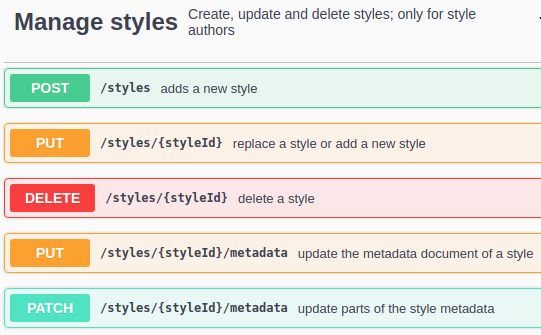 Manage styles Create, update and delete styles; only for style
authors
POST /styles adds a new style
PUT /styles/{styleId} replace a style or add a new style
DELETE /styles/{styleId} delete a style
PUT /styles/{styleId}/metadata update the metadata document of a style
PATCH /styles/{styleId}/metadata update parts of the style metadata